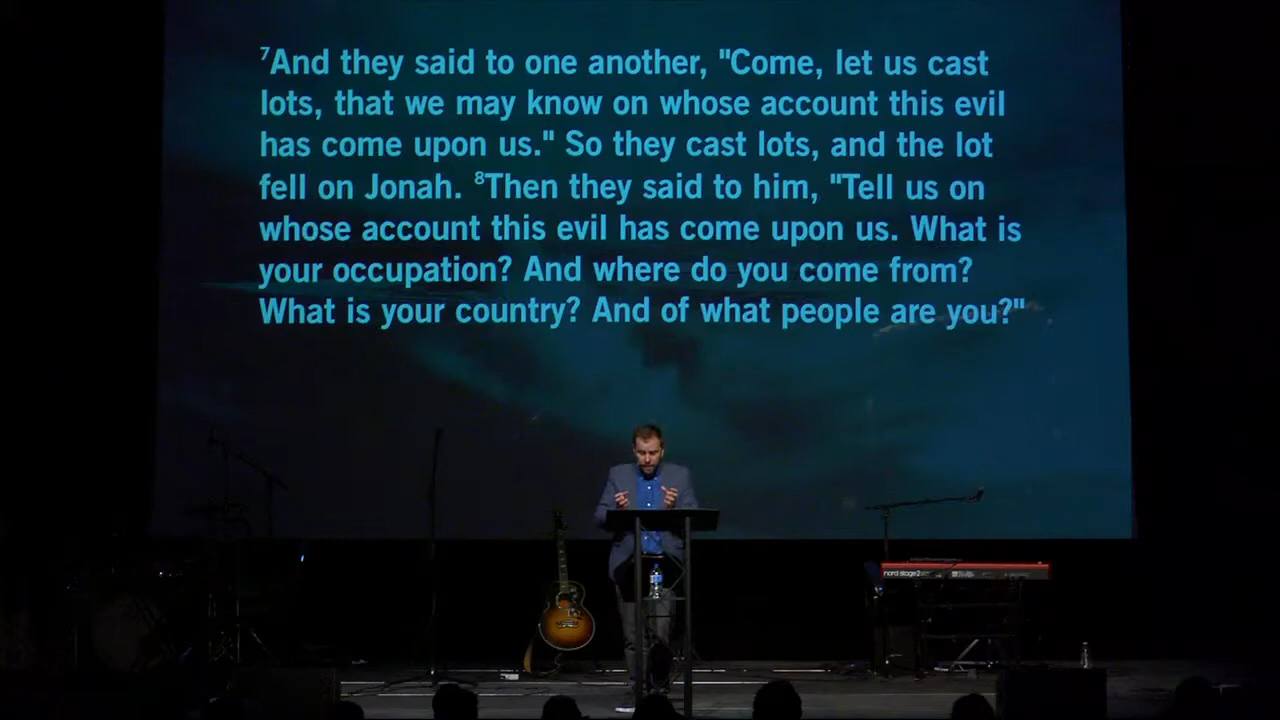 ⁷And they said to one another, "Come, let us cast
lots, that we may know on whose account this evil
has come upon us." So they cast lots, and the lot
fell on Jonah. ⁸Then they said to him, "Tell us on
whose account this evil has come upon us. What is
your occupation? And where do you come from?
What is your country? And of what people are you?"
nord stage 2